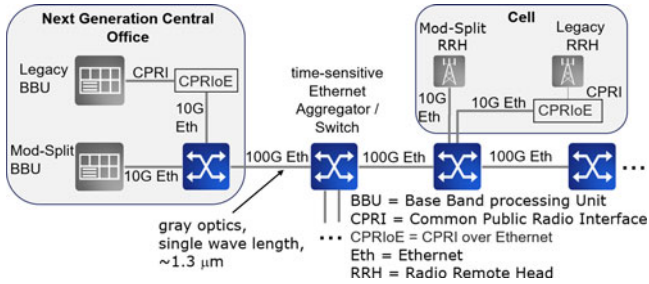 Next Generation Central
Office
Legacy
BBU
CPRI
CPRIoE
10G
Eth
Mod-Split
BBU
10G Eth
100G Eth
time-sensitive
Ethernet
Aggregator /
Switch
100G Eth
Cell
Mod-Split
RRH
Legacy
RRH
10G
Eth
10G Eth
CPRI
CPRIoE
100G Eth
...
gray optics,
single wave length,
~1.3 μm
...
BBU = Base Band processing Unit
CPRI = Common Public Radio Interface
CPRIoE = CPRI over Ethernet
Eth = Ethernet
RRH = Radio Remote Head